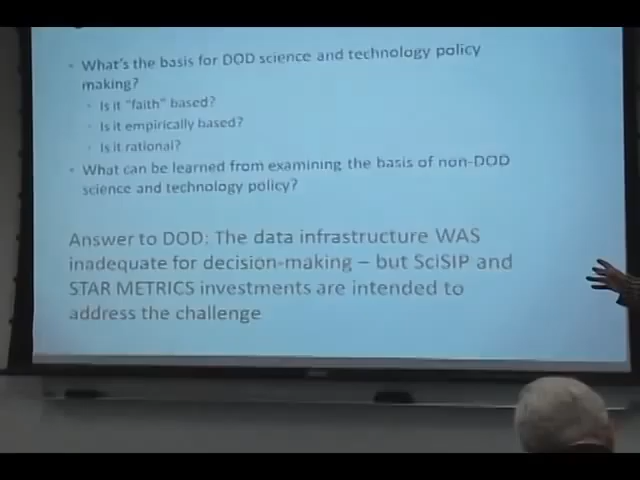 • What's the basis for DOD science and technology policy
making?
• Is it "faith" based?
• Is it empirically based?
• Is it rational?
• What can be learned from examining the basis of non-DOD
science and technology policy?
Answer to DOD: The data infrastructure WAS
inadequate for decision-making – but SciSIP and
STAR METRICS investments are intended to
address the challenge